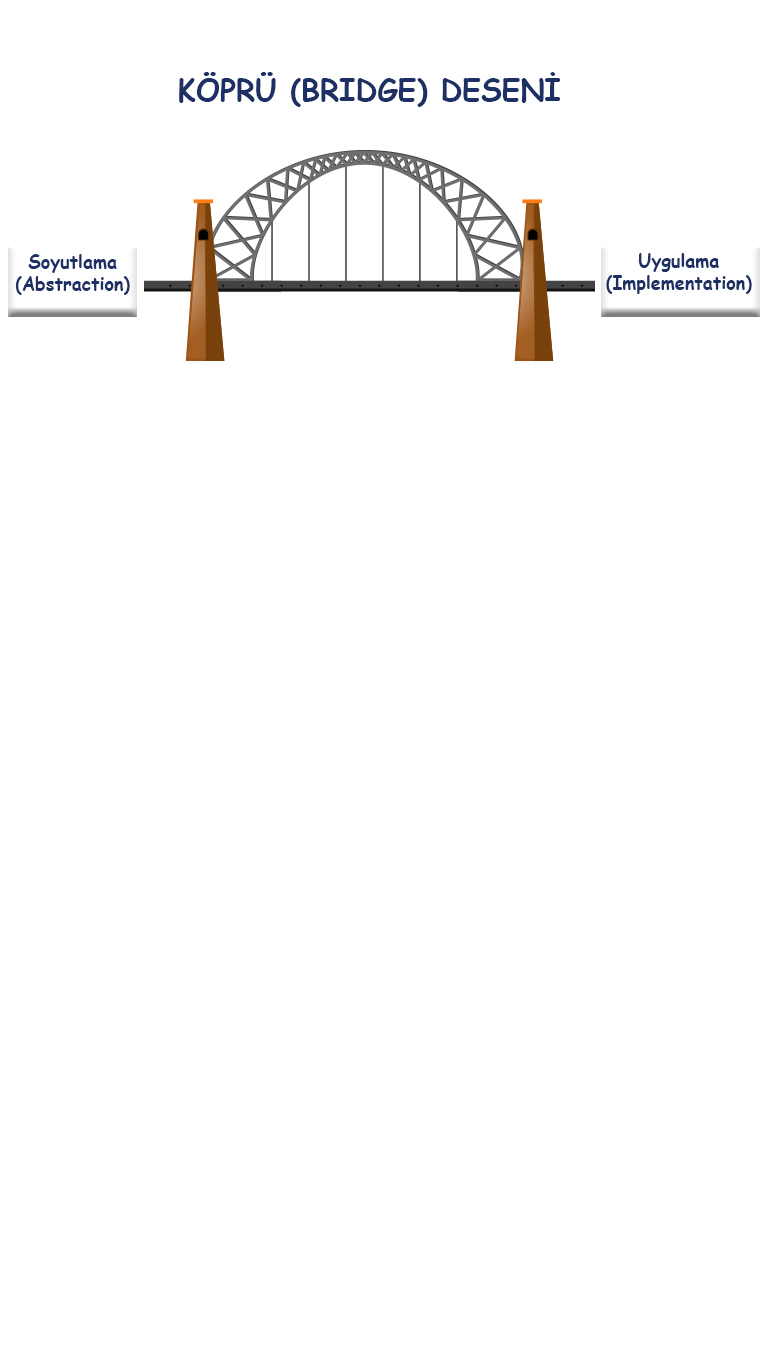 KÖPRÜ (BRIDGE) DESENİ
Soyutlama
(Abstraction)
Uygulama
(Implementation)